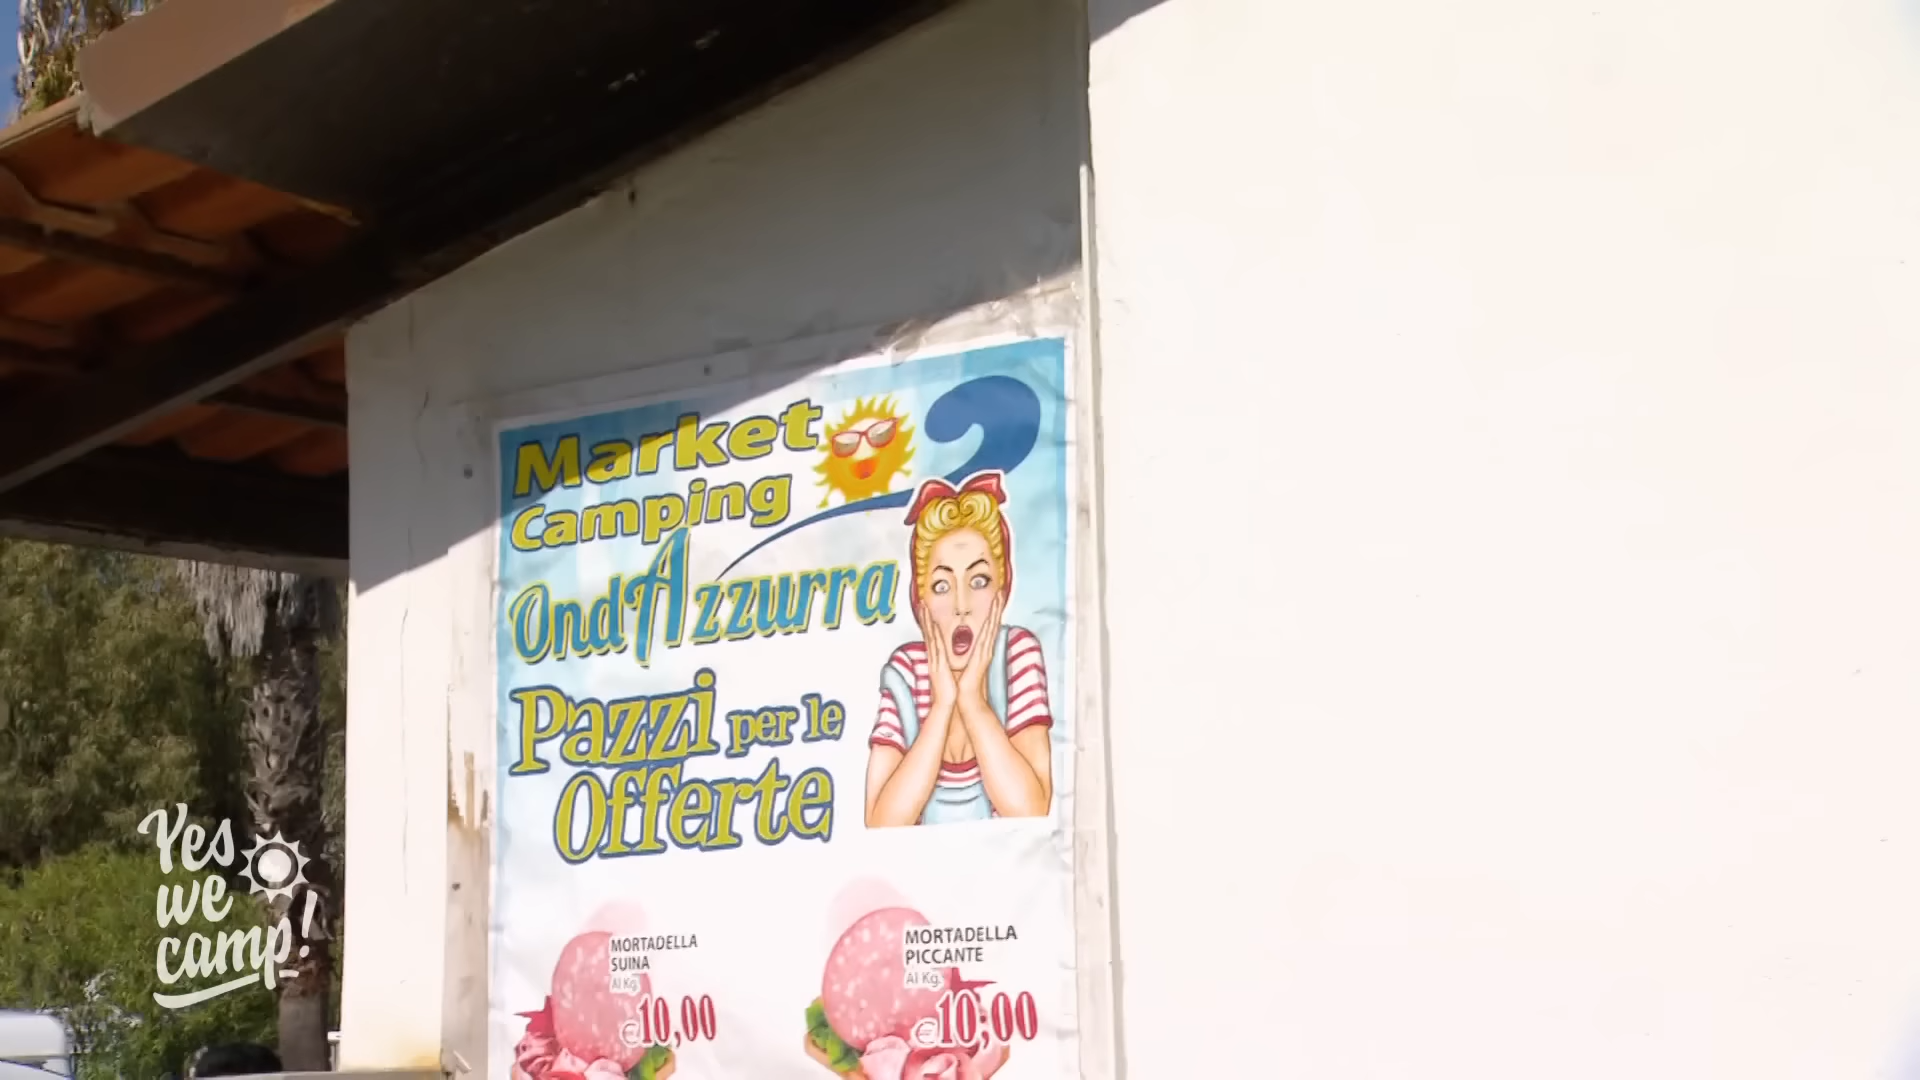 Market
Camping
OndAzzurra
Pazzi per le
Offerte
MORTADELLA
SUINA
Al Kg.
€10,00
MORTADELLA
PICCANTE
Al Kg.
€10,00
Yes
we
camp!